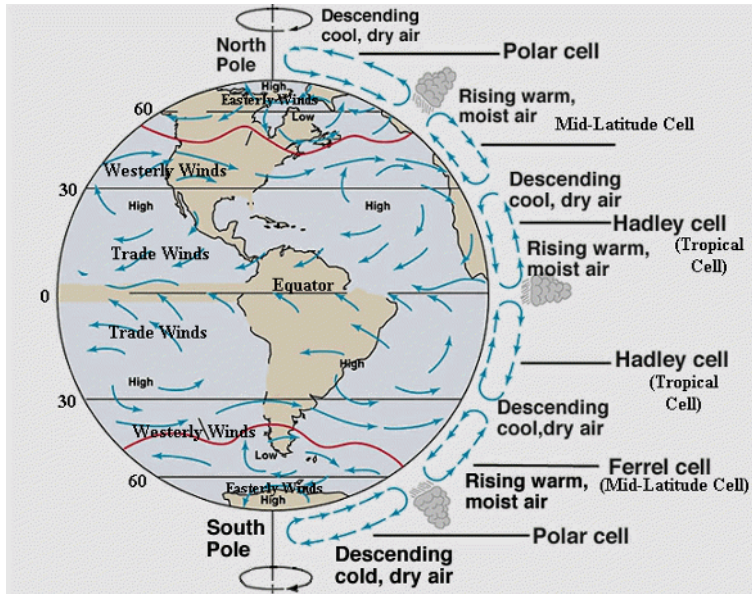 Descending
cool, dry air
North
Pole
Polar cell
High
Easterly Winds
Low
60
Rising warm,
moist air
Mid-Latitude Cell
Westerly Winds
Descending
cool, dry air
30
High
High
Hadley cell
(Tropical
Cell)
Trade Winds
Rising warm,
moist air
Equator
0
Trade Winds
Hadley cell
(Tropical
Cell)
High
High
30
Descending
cool,dry air
Westerly Winds
Low
Ferrel cell
(Mid-Latitude Cell)
60
Easterly Winds
High
Rising warm,
moist air
South
Pole
Polar cell
Descending
cold, dry air